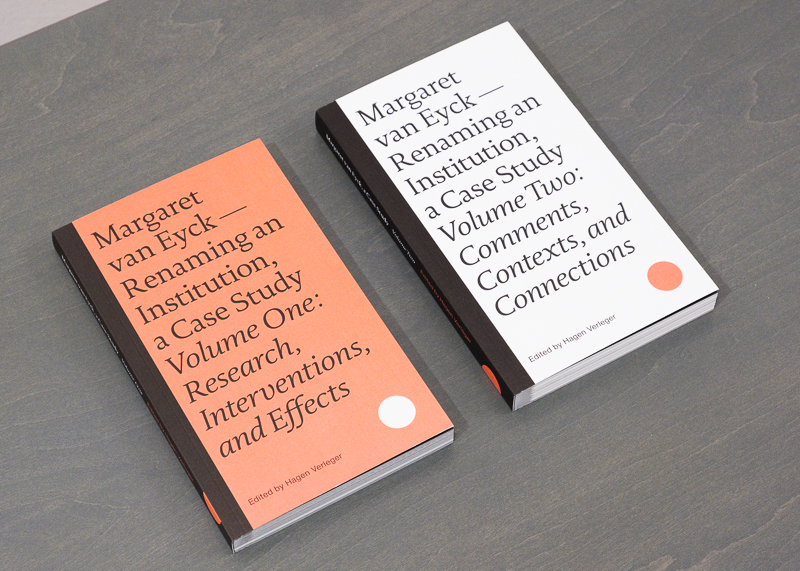 Margaret
van Eyck —
Renaming an
Institution,
a Case Study
Volume One:
Research,
Interventions,
and Effects
Edited by Hagen Verleger
Margaret
van Eyck —
Renaming an
Institution,
a Case Study
Volume Two:
Comments,
Contexts, and
Connections
Edited by Hagen Verleger